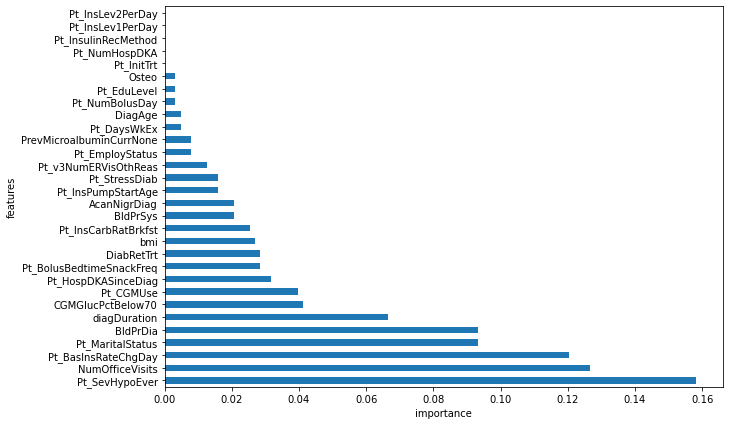 Pt_InsLev2PerDay
Pt_InsLev1PerDay
Pt_InsulinRecMethod
Pt_NumHospDKA
Pt_InitTrt
Osteo
Pt_EduLevel
Pt_NumBolusDay
DiagAge
Pt_DaysWkEx
PrevMicroalbuminCurrNone
Pt_EmployStatus
Pt_v3NumERVisOthReas
Pt_StressDiab
Pt_InsPumpStartAge
AcanNigrDiag
BldPrSys
Pt_InsCarbRatBrkfst
bmi
DiabRetTrt
Pt_BolusBedtimeSnackFreq
Pt_HospDKASinceDiag
Pt_CGMUse
CGMGlucPctBelow70
diagDuration
BldPrDia
Pt_MaritalStatus
Pt_BasInsRateChgDay
NumOfficeVisits
Pt_SevHypoEver
features
0.00 0.02 0.04 0.06 0.08 0.10 0.12 0.14 0.16
importance